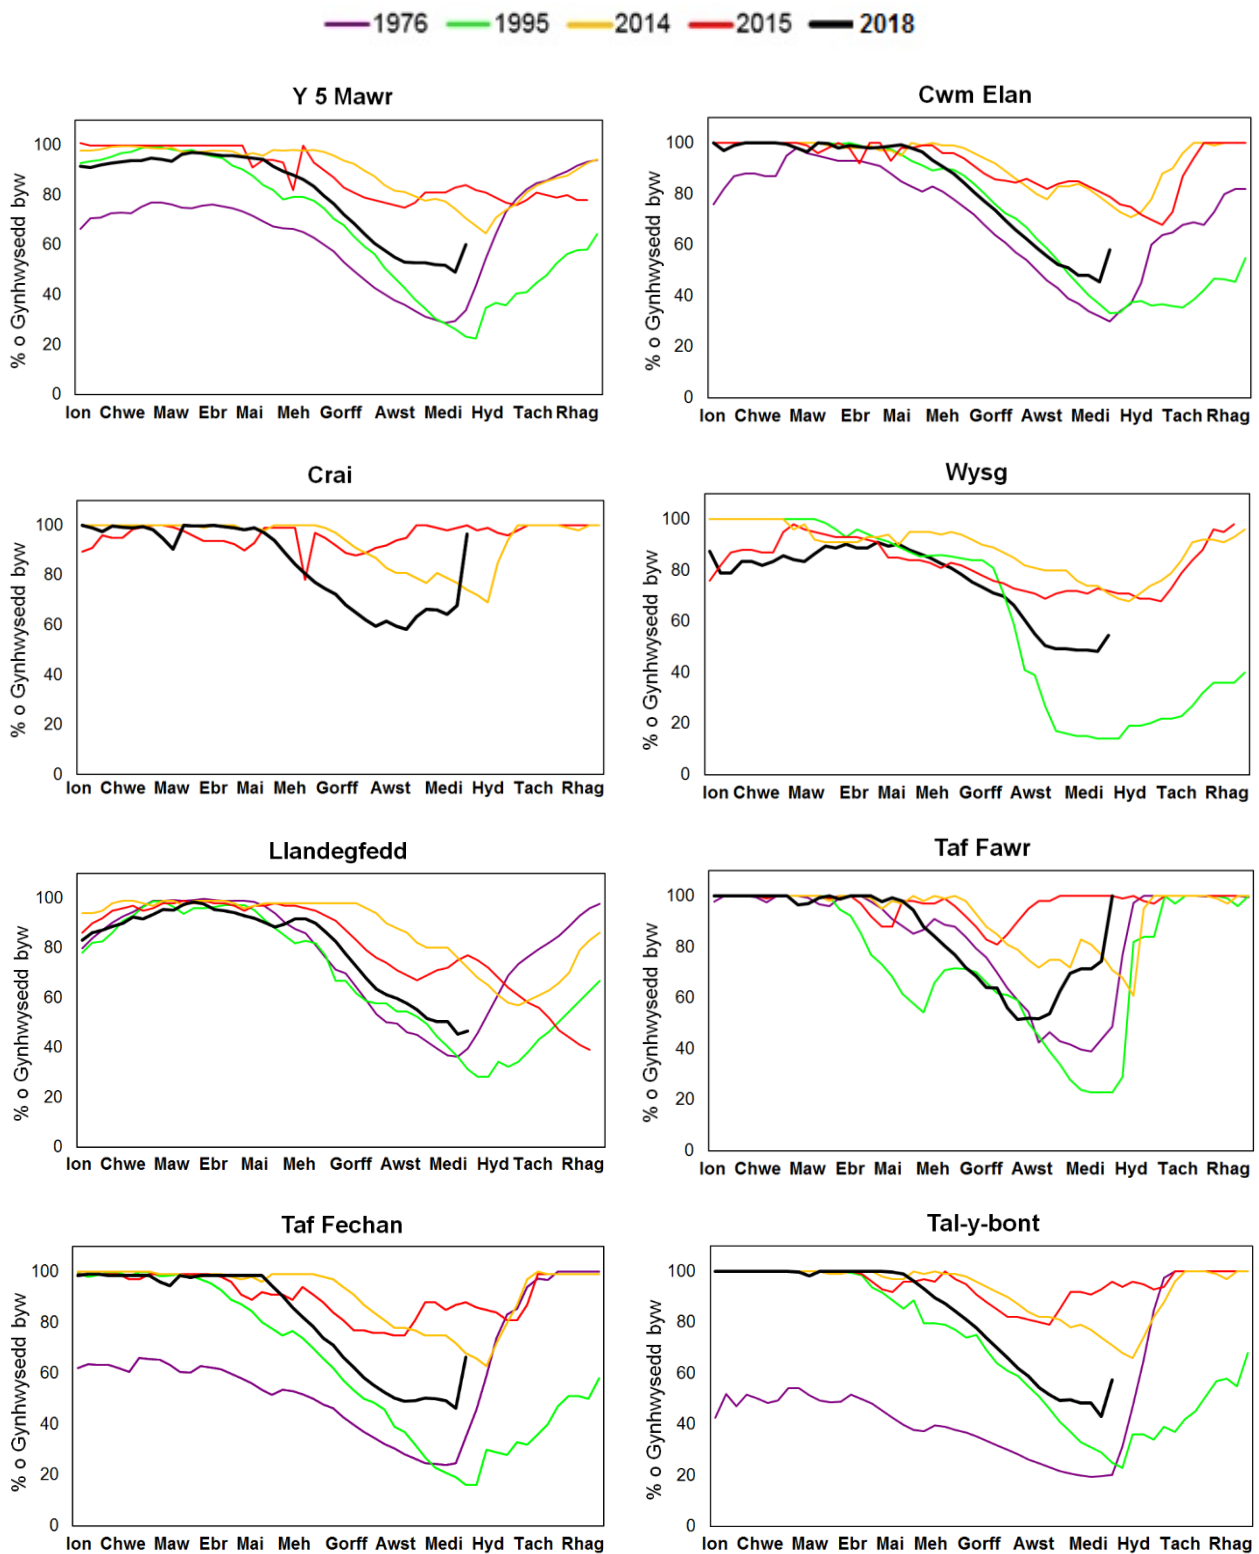 1976 1995 2014 2015 2018
Y 5 Mawr
% o Gynhwysedd byw
100
80
60
40
20
0
Ion Chwe Maw Ebr Mai Meh Gorff Awst Medi Hyd Tach Rhag
Cwm Elan
% o Gynhwysedd byw
100
80
60
40
20
0
Ion Chwe Maw Ebr Mai Meh Gorff Awst Medi Hyd Tach Rhag
Crai
% o Gynhwysedd byw
100
80
60
40
20
0
Ion Chwe Maw Ebr Mai Meh Gorff Awst Medi Hyd Tach Rhag
Wysg
% o Gynhwysedd byw
100
80
60
40
20
0
Ion Chwe Maw Ebr Mai Meh Gorff Awst Medi Hyd Tach Rhag
Llandegfedd
% o Gynhwysedd byw
100
80
60
40
20
0
Ion Chwe Maw Ebr Mai Meh Gorff Awst Medi Hyd Tach Rhag
Taf Fawr
% o Gynhwysedd byw
100
80
60
40
20
0
Ion Chwe Maw Ebr Mai Meh Gorff Awst Medi Hyd Tach Rhag
Taf Fechan
% o Gynhwysedd byw
100
80
60
40
20
0
Ion Chwe Maw Ebr Mai Meh Gorff Awst Medi Hyd Tach Rhag
Tal-y-bont
% o Gynhwysedd byw
100
80
60
40
20
0
Ion Chwe Maw Ebr Mai Meh Gorff Awst Medi Hyd Tach Rhag